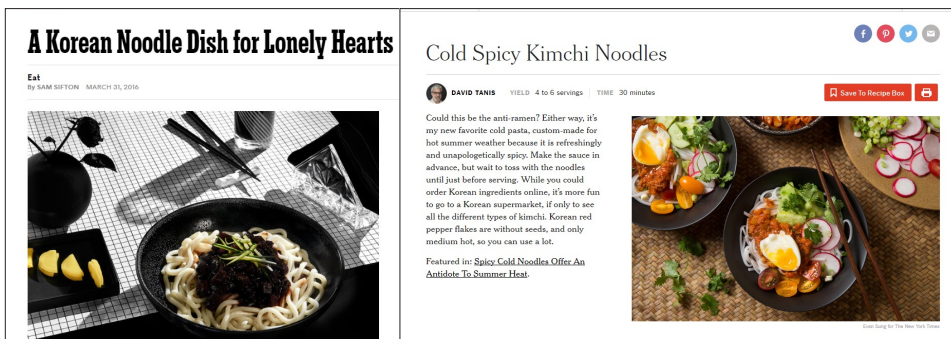 A Korean Noodle Dish for Lonely Hearts
Eat
By SAM SIFTON MARCH 31, 2016
Cold Spicy Kimchi Noodles
DAVID TANIS YIELD 4 to 6 servings TIME 30 minutes
Save To Recipe Box
Could this be the anti-ramen? Either way, it's
my new favorite cold pasta, custom-made for
hot summer weather because it is refreshingly
and unapologetically spicy. Make the sauce in
advance, but wait to toss with the noodles
until just before serving. While you could
order Korean ingredients online, it's more fun
to go to a Korean supermarket, if only to see
all the different types of kimchi. Korean red
pepper flakes are without seeds, and only
medium hot, so you can use a lot.
Featured in: Spicy Cold Noodles Offer An
Antidote To Summer Heat.
Evan Sung for The New York Times